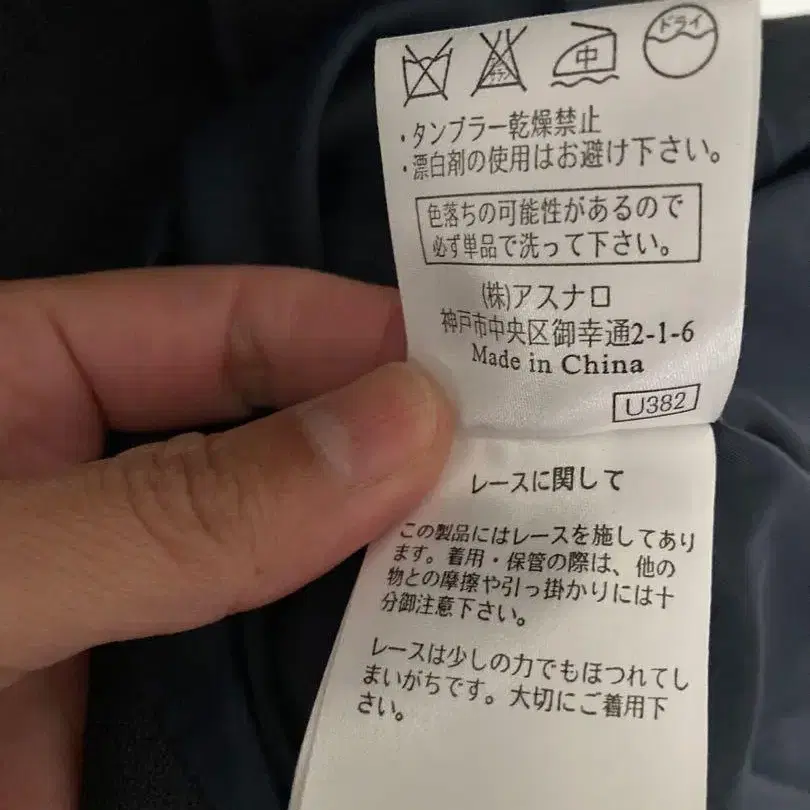 中 ドライ
・タンブラー乾燥禁止
・漂白剤の使用はお避け下さい。
色落ちの可能性があるので
必ず単品で洗って下さい。
(株)アスナロ
神戸市中央区御幸通2-1-6
Made in China
U382
レースに関して
この製品にはレースを施してあり
ます。着用・保管の際は、他の
物との摩擦や引っ掛かりには十
分御注意下さい。
レースは少しの力でもほつれてし
まいがちです。大切にご着用下
さい。